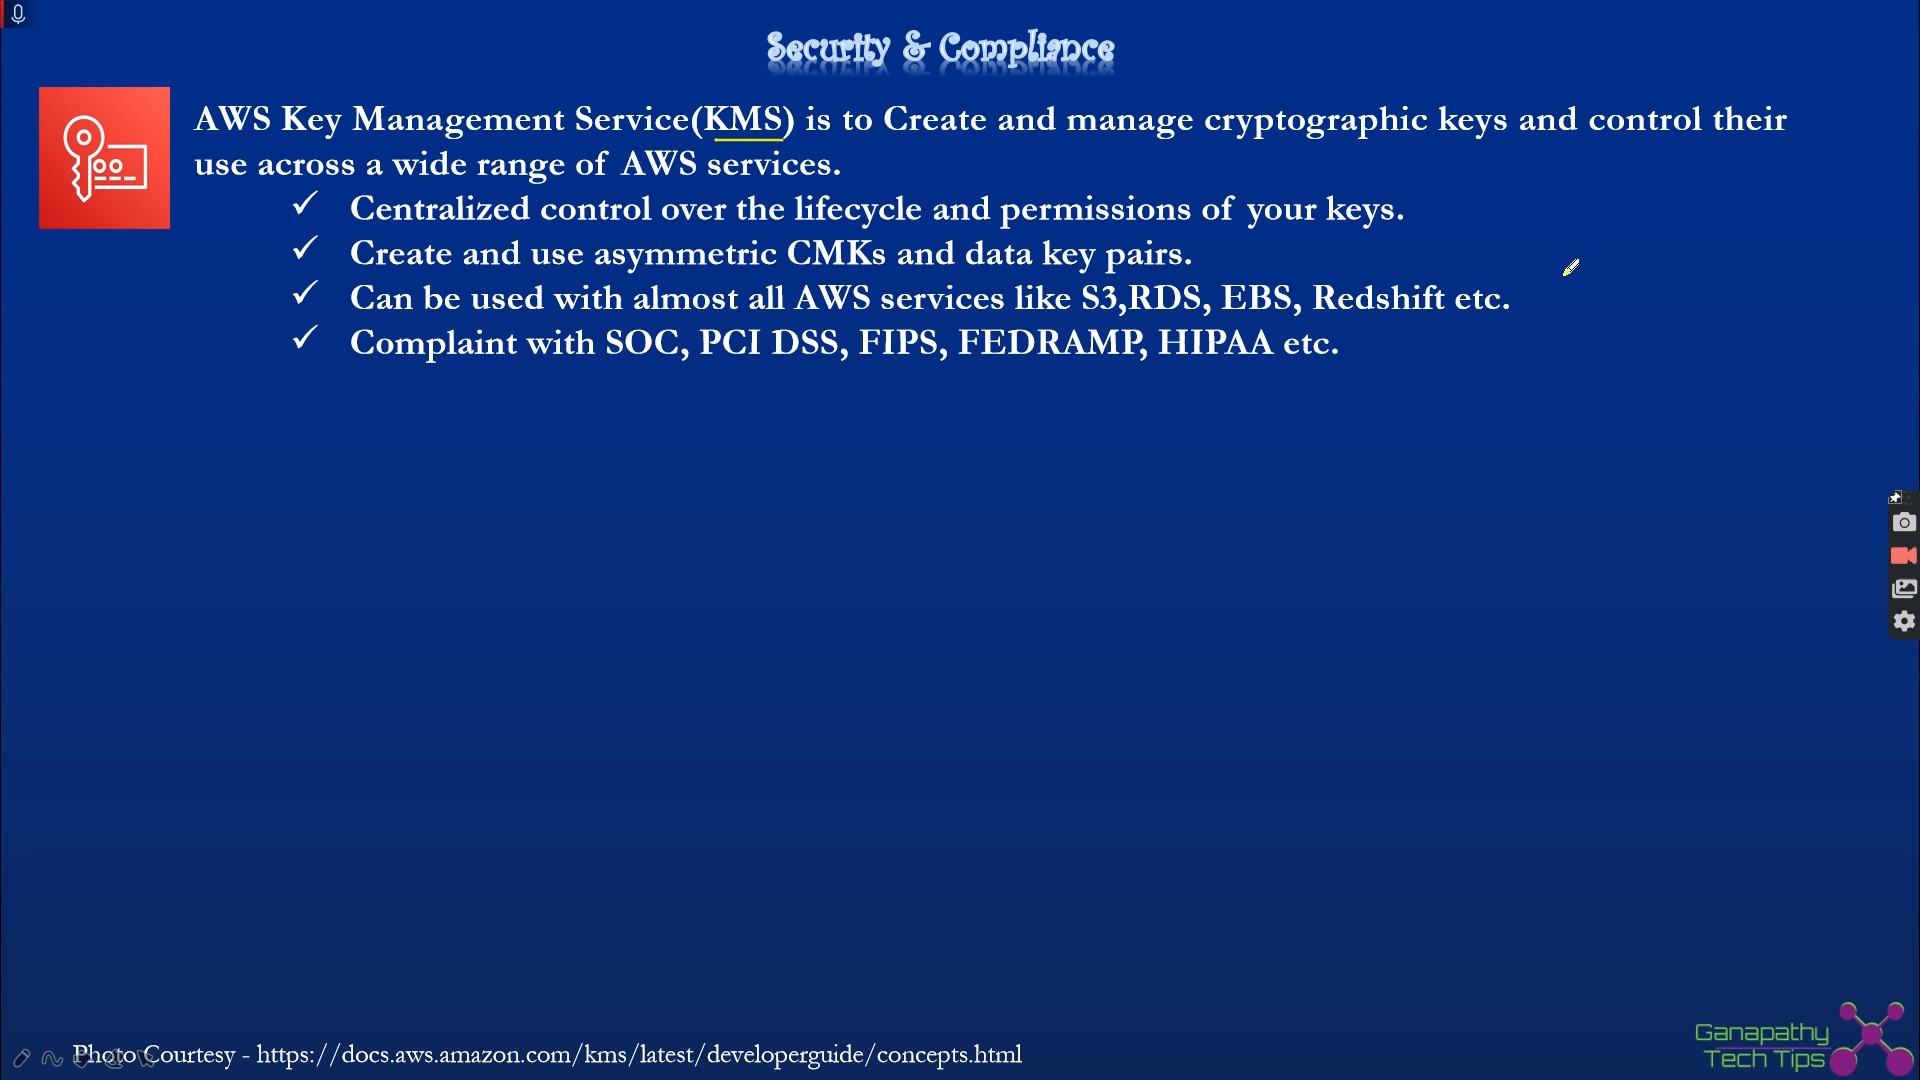 Security & Compliance
AWS Key Management Service(KMS) is to Create and manage cryptographic keys and control their
use across a wide range of AWS services.
✓ Centralized control over the lifecycle and permissions of your keys.
✓ Create and use asymmetric CMKs and data key pairs.
✓ Can be used with almost all AWS services like S3,RDS, EBS, Redshift etc.
✓ Complaint with SOC, PCI DSS, FIPS, FEDRAMP, HIPAA etc.
Photo Courtesy - https://docs.aws.amazon.com/kms/latest/developerguide/concepts.html
Ganapathy
Tech Tips